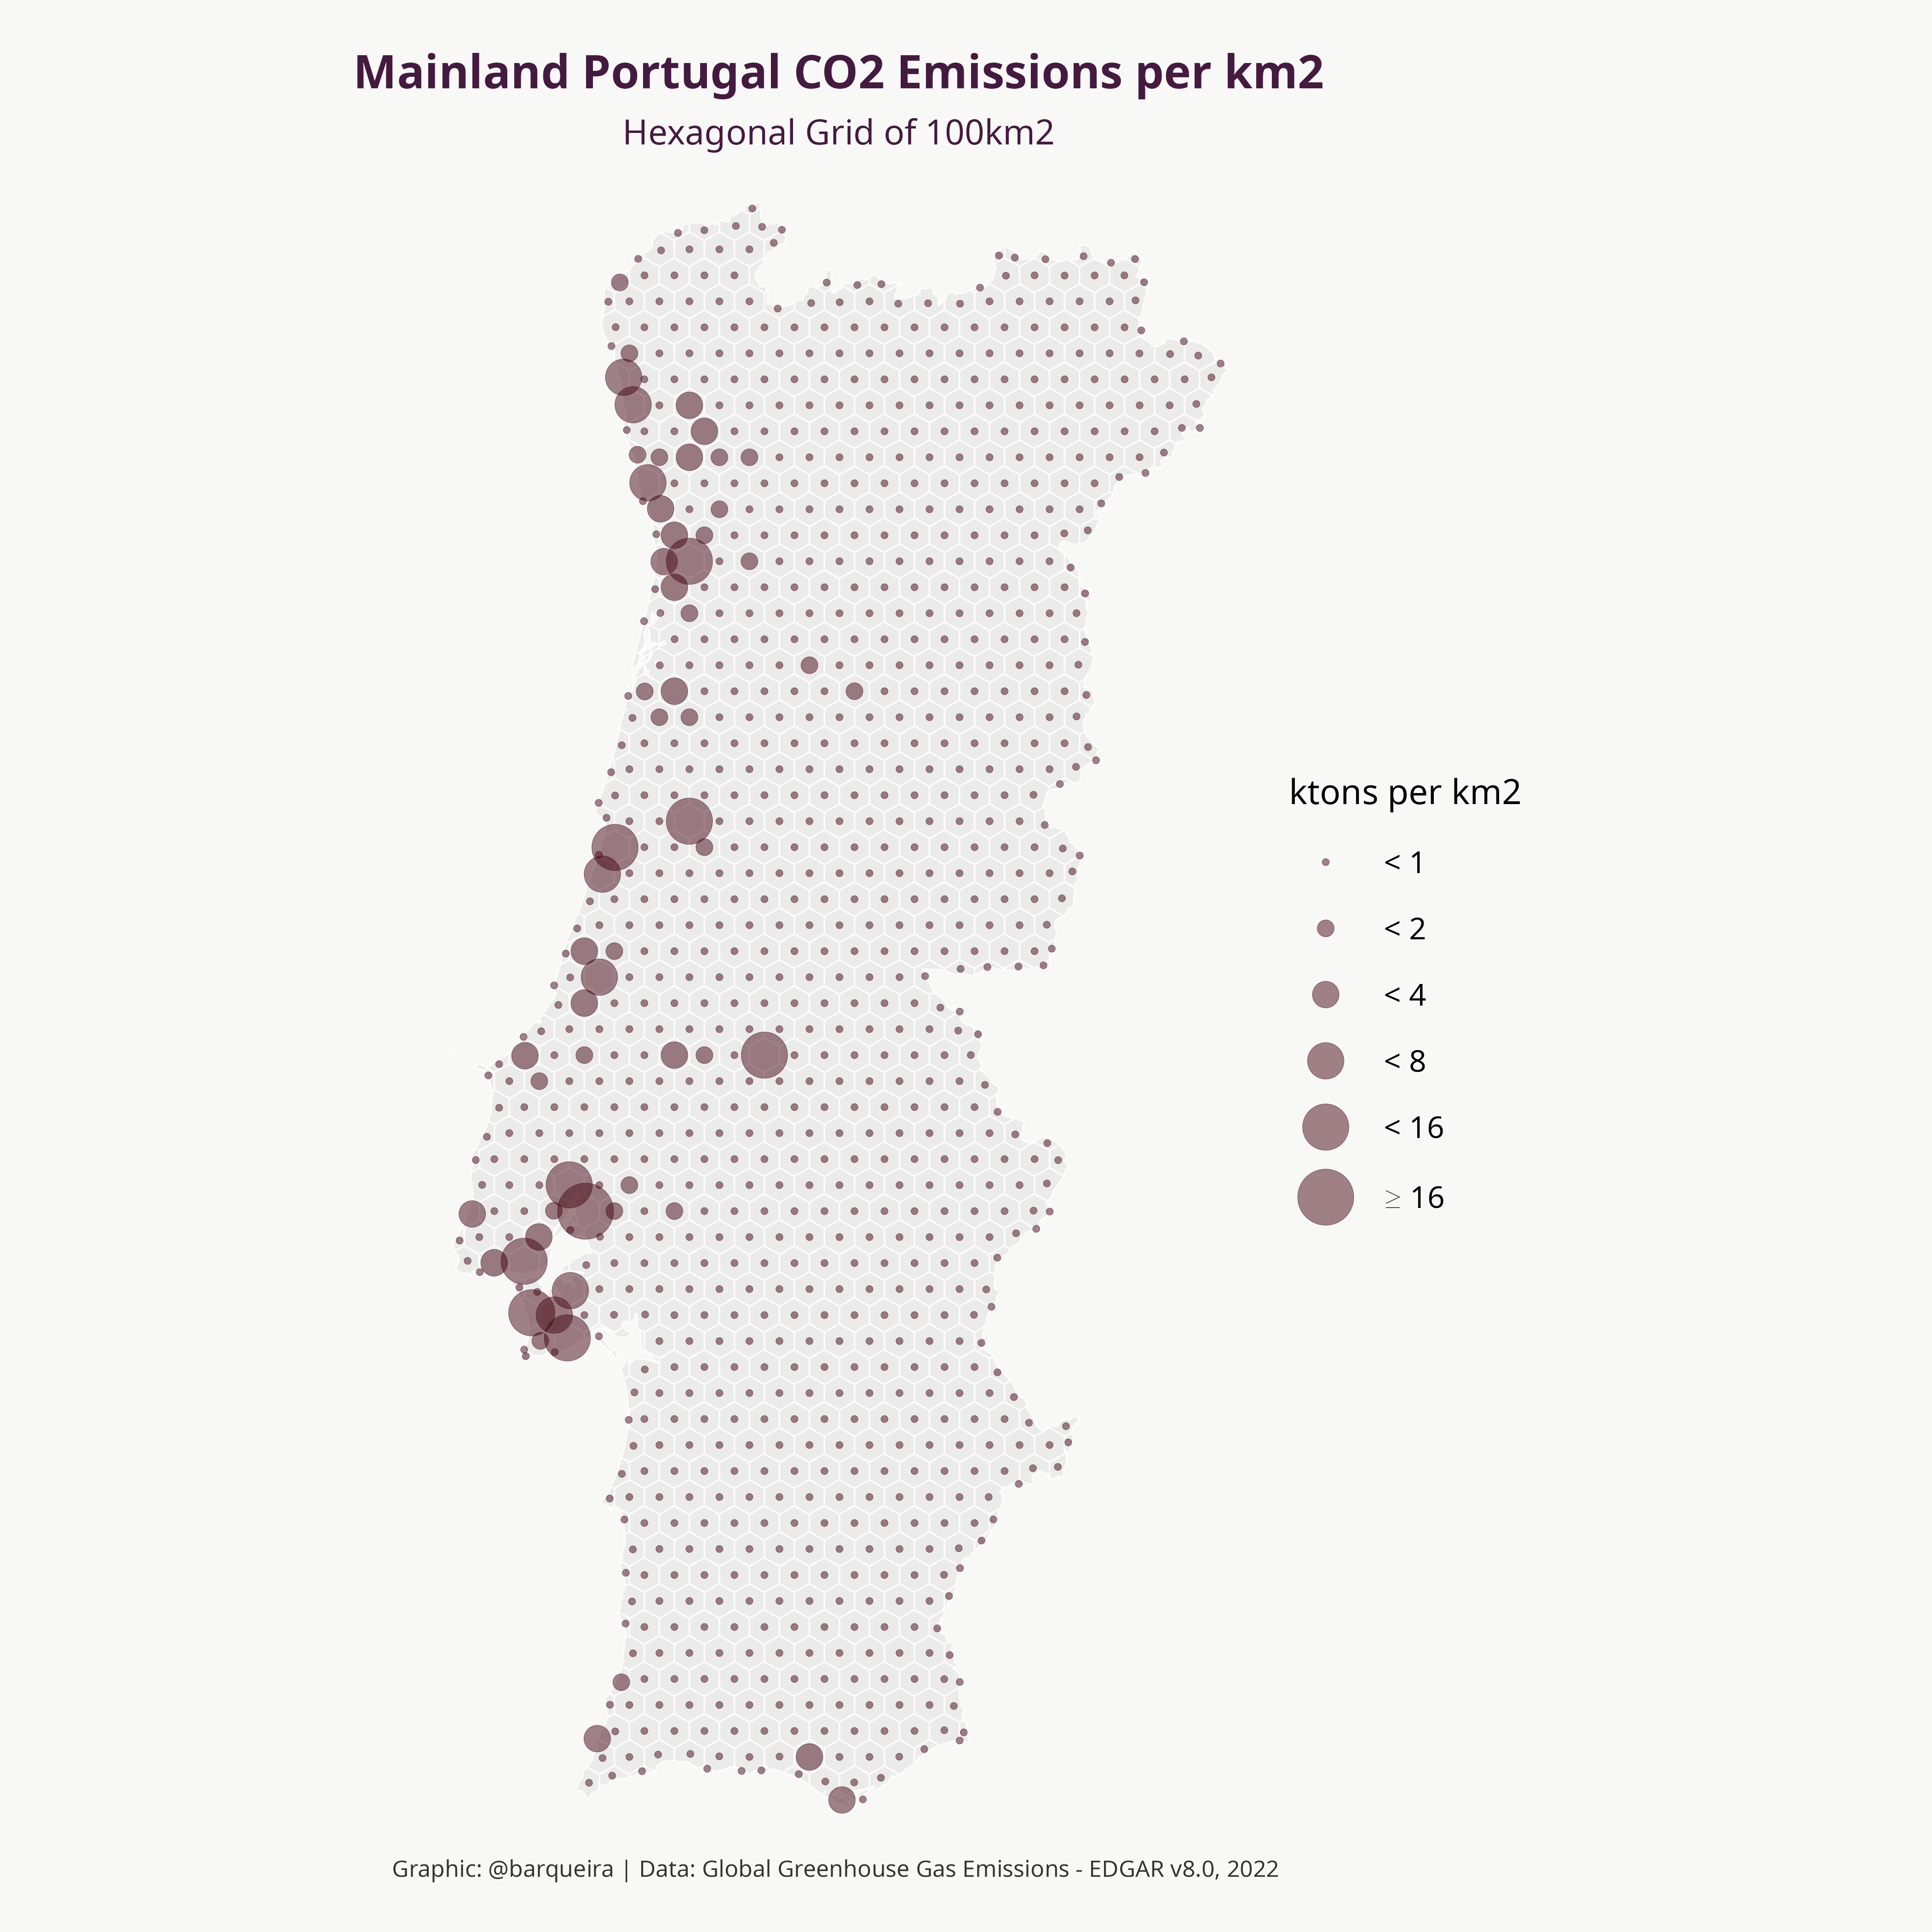 Mainland Portugal CO2 Emissions per km2
Hexagonal Grid of 100km2
ktons per km2
< 1
< 2
< 4
< 8
< 16
≥ 16
Graphic: @barqueira | Data: Global Greenhouse Gas Emissions - EDGAR v8.0, 2022